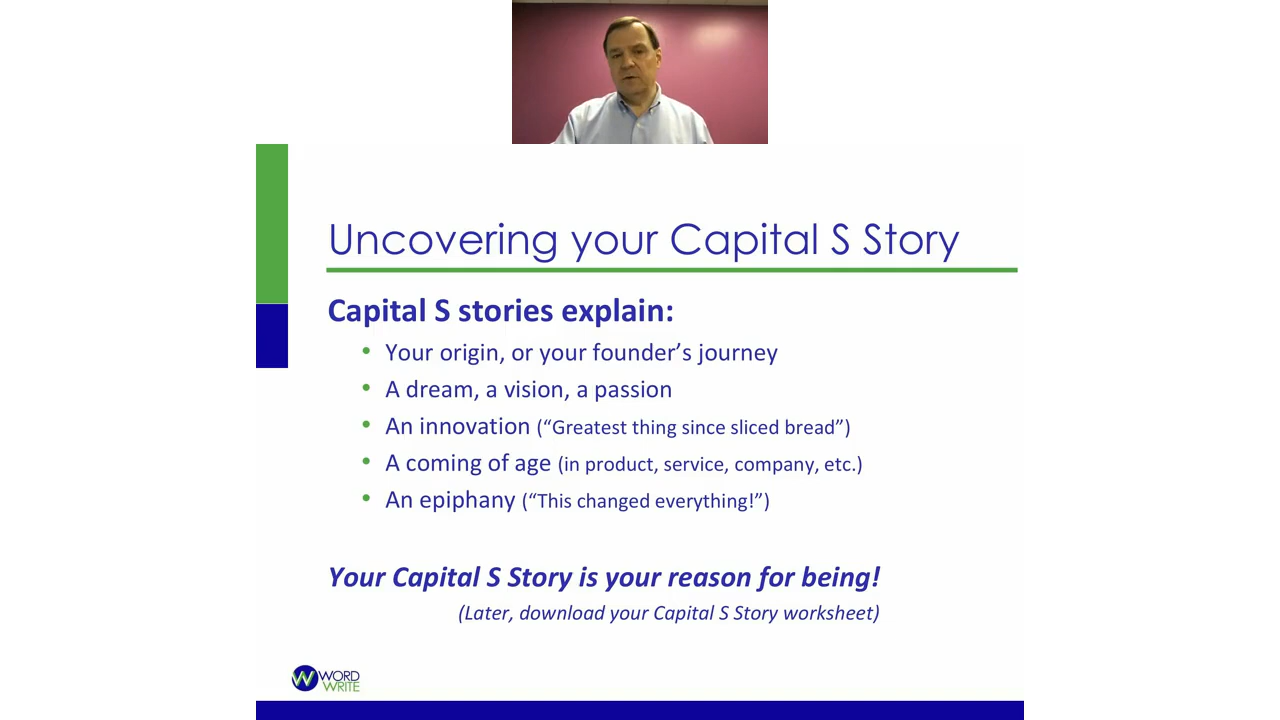 Uncovering your Capital S Story
Capital S stories explain:
• Your origin, or your founder’s journey
• A dream, a vision, a passion
• An innovation (“Greatest thing since sliced bread”)
• A coming of age (in product, service, company, etc.)
• An epiphany (“This changed everything!”)
Your Capital S Story is your reason for being!
(Later, download your Capital S Story worksheet)
W WORD
WRITE